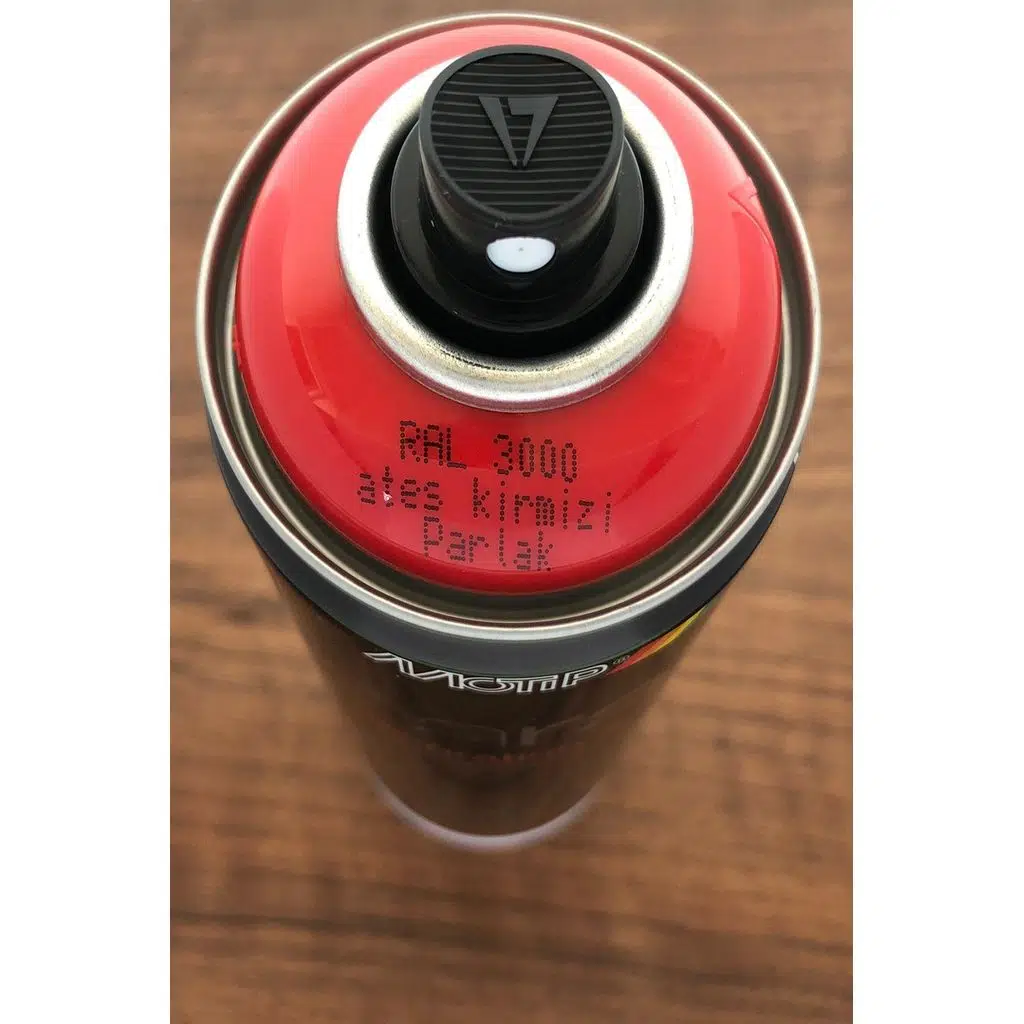 RAL 3000
ates kirmizi
Parlak
MOTIP®